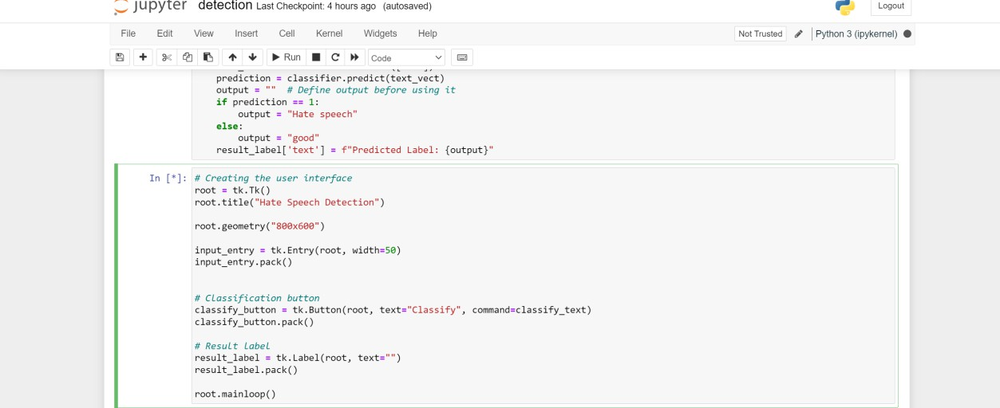 jupyter detection Last Checkpoint: 4 hours ago (autosaved)
Logout
File Edit View Insert Cell Kernel Widgets Help
Not Trusted Python 3 (ipykernel)
Run Code
    prediction = classifier.predict(text_vect)
    output = ""  # Define output before using it
    if prediction == 1:
        output = "Hate speech"
    else:
        output = "good"
    result_label['text'] = f"Predicted Label: {output}"
In [*]: # Creating the user interface
root = tk.Tk()
root.title("Hate Speech Detection")
root.geometry("800x600")
input_entry = tk.Entry(root, width=50)
input_entry.pack()
# Classification button
classify_button = tk.Button(root, text="Classify", command=classify_text)
classify_button.pack()
# Result label
result_label = tk.Label(root, text="")
result_label.pack()
root.mainloop()